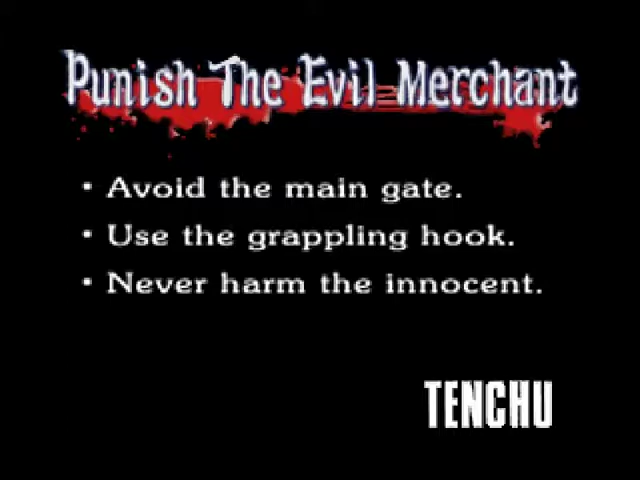 Punish The Evil Merchant
• Avoid the main gate.
• Use the grappling hook.
• Never harm the innocent.
TENCHU